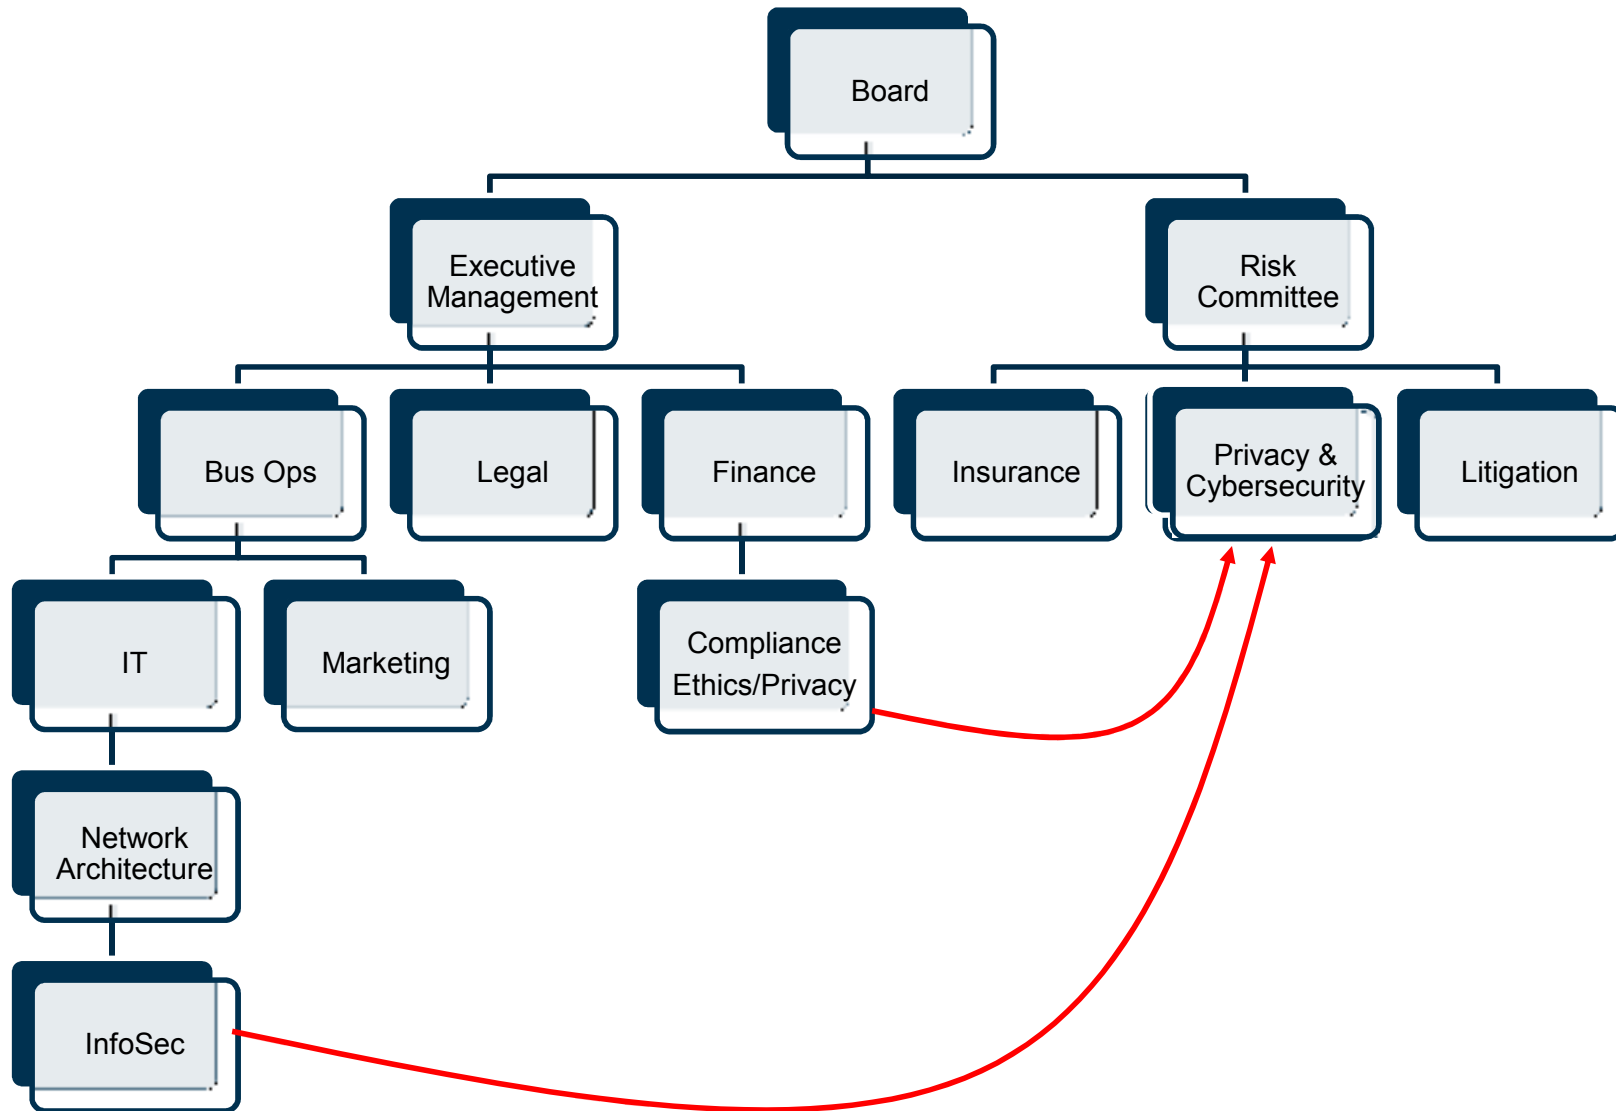 Board
Executive
Management
Risk
Committee
Bus Ops
Legal
Finance
Insurance
Privacy &
Cybersecurity
Litigation
IT
Marketing
Compliance
Ethics/Privacy
Network
Architecture
InfoSec